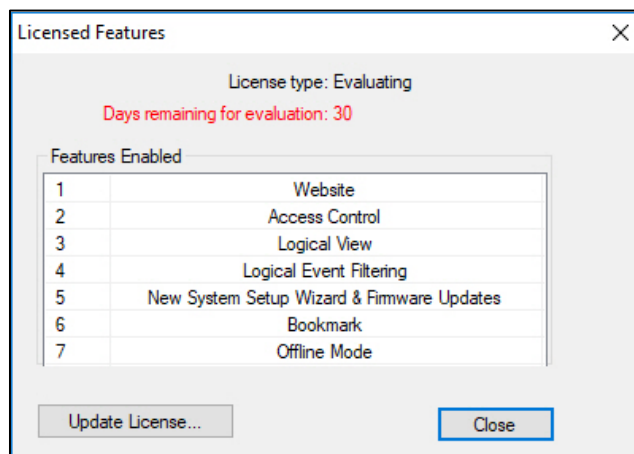 Licensed Features
License type: Evaluating
Days remaining for evaluation: 30
Features Enabled
1 Website
2 Access Control
3 Logical View
4 Logical Event Filtering
5 New System Setup Wizard & Firmware Updates
6 Bookmark
7 Offline Mode
Update License... Close